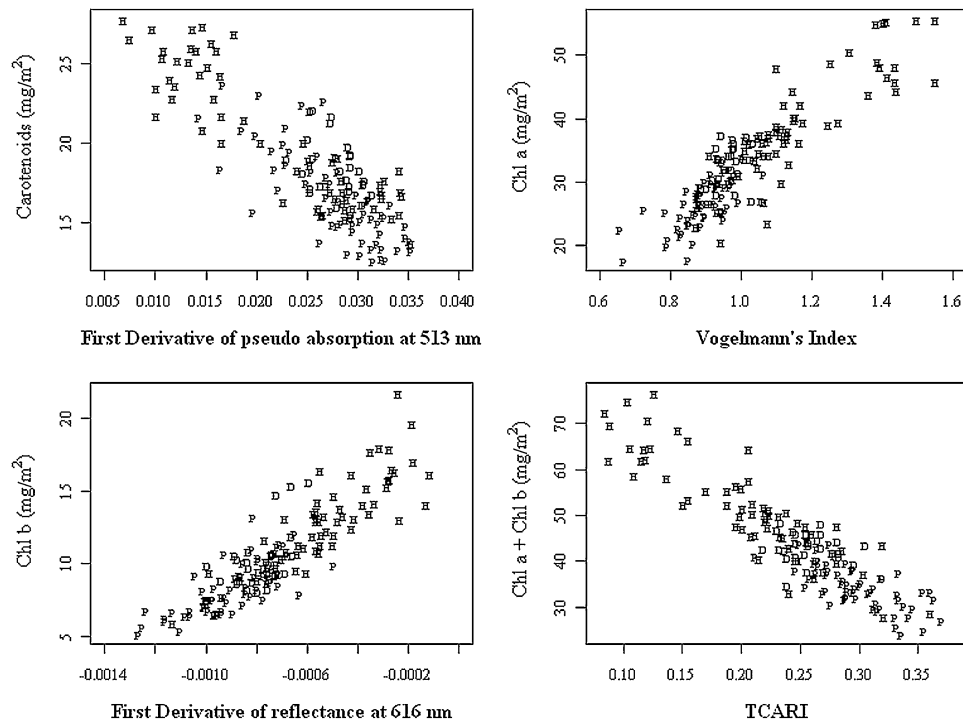 Carotenoids (mg/m²)
25
20
15
0.005 0.010 0.015 0.020 0.025 0.030 0.035 0.040
First Derivative of pseudo absorption at 513 nm
Chl a (mg/m²)
50
40
30
20
0.6 0.8 1.0 1.2 1.4 1.6
Vogelmann's Index
Chl b (mg/m²)
20
15
10
5
-0.0014 -0.0010 -0.0006 -0.0002
First Derivative of reflectance at 616 nm
Chl a + Chl b (mg/m²)
70
60
50
40
30
0.10 0.15 0.20 0.25 0.30 0.35
TCARI